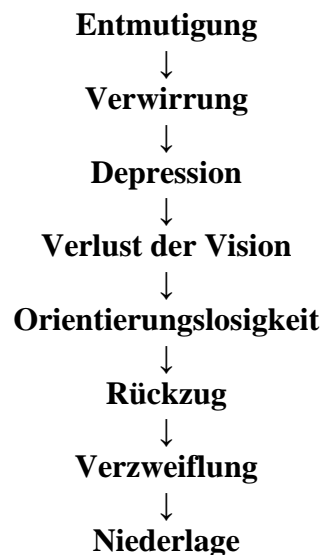 Entmutigung
↓
Verwirrung
↓
Depression
↓
Verlust der Vision
↓
Orientierungslosigkeit
↓
Rückzug
↓
Verzweiflung
↓
Niederlage